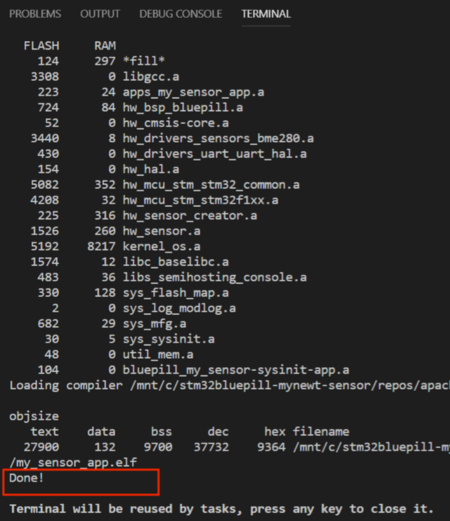 PROBLEMS OUTPUT DEBUG CONSOLE TERMINAL
FLASH RAM
124 297 *fill*
3308 0 libgcc.a
223 24 apps_my_sensor_app.a
724 84 hw_bsp_bluepill.a
52 0 hw_cmsis-core.a
3440 8 hw_drivers_sensors_bme280.a
430 0 hw_drivers_uart_uart_hal.a
154 0 hw_hal.a
5082 352 hw_mcu_stm_stm32_common.a
4208 32 hw_mcu_stm_stm32f1xx.a
225 316 hw_sensor_creator.a
1526 260 hw_sensor.a
5192 8217 kernel_os.a
1574 12 libc_baselibc.a
483 36 libs_semihosting_console.a
330 128 sys_flash_map.a
2 0 sys_log_modlog.a
682 29 sys_mfg.a
30 5 sys_sysinit.a
48 0 util_mem.a
104 0 bluepill_my_sensor-sysinit-app.a
Loading compiler /mnt/c/stm32bluepill-mynewt-sensor/repos/apac
objsize
text data bss dec hex filename
27900 132 9700 37732 9364 /mnt/c/stm32bluepill-my
/my_sensor_app.elf
Done!
Terminal will be reused by tasks, press any key to close it.